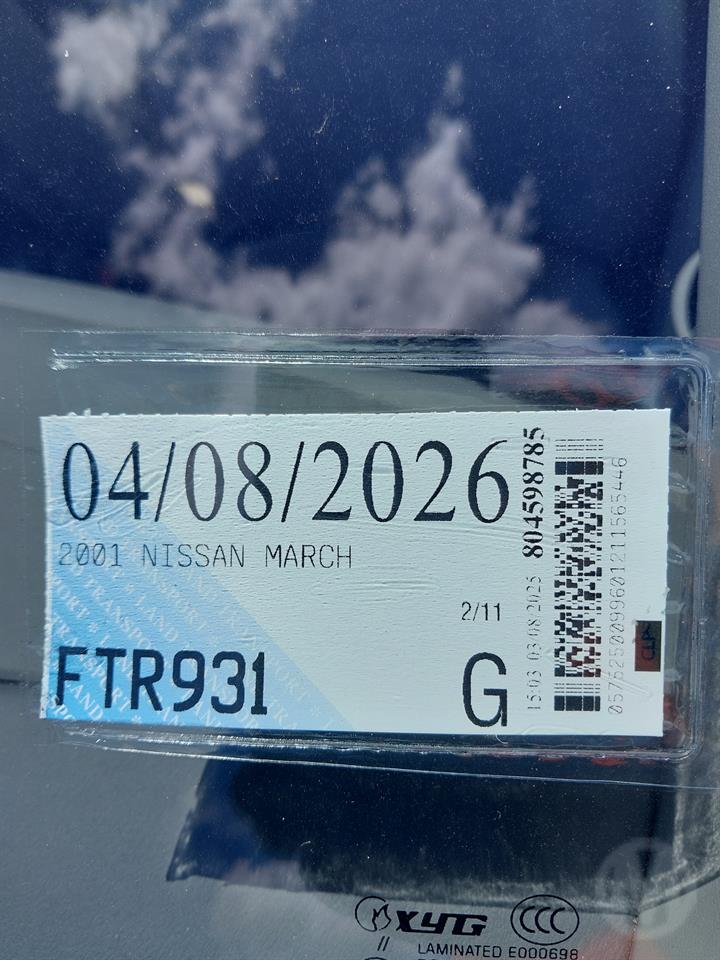 04/08/2026
2001 NISSAN MARCH
2/11
FTR931
G
804598785
15:03 03/08/2025
XYG
CCC
//
LAMINATED E000698